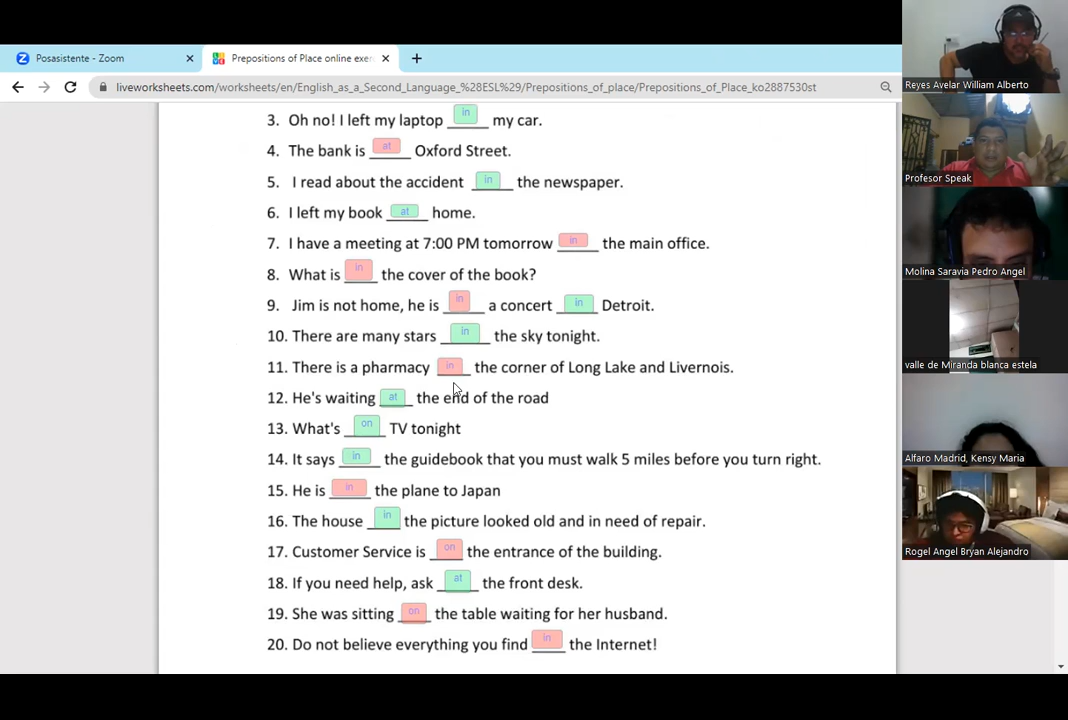 Posasistente - Zoom
Prepositions of Place online exer
liveworksheets.com/worksheets/en/English_as_a_Second_Language_%28ESL%29/Prepositions_of_place/Prepositions_of_Place_ko2887530st
3. Oh no! I left my laptop in my car.
4. The bank is at Oxford Street.
5. I read about the accident in the newspaper.
6. I left my book at home.
7. I have a meeting at 7:00 PM tomorrow in the main office.
8. What is in the cover of the book?
9. Jim is not home, he is in a concert in Detroit.
10. There are many stars in the sky tonight.
11. There is a pharmacy in the corner of Long Lake and Livernois.
12. He's waiting at the end of the road
13. What's on TV tonight
14. It says in the guidebook that you must walk 5 miles before you turn right.
15. He is in the plane to Japan
16. The house in the picture looked old and in need of repair.
17. Customer Service is on the entrance of the building.
18. If you need help, ask at the front desk.
19. She was sitting on the table waiting for her husband.
20. Do not believe everything you find in the Internet!
Reyes Avelar William Alberto
Profesor Speak
Molina Saravia Pedro Angel
valle de Miranda blanca estela
Alfaro Madrid, Kensy Maria
Rogel Angel Bryan Alejandro